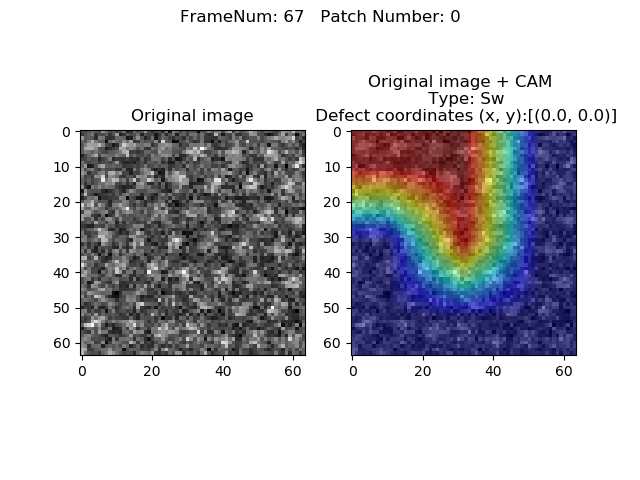 FrameNum: 67   Patch Number: 0
Original image
0
10
20
30
40
50
60
0 20 40 60
Original image + CAM
Type: Sw
Defect coordinates (x, y):[(0.0, 0.0)]
0
10
20
30
40
50
60
0 20 40 60